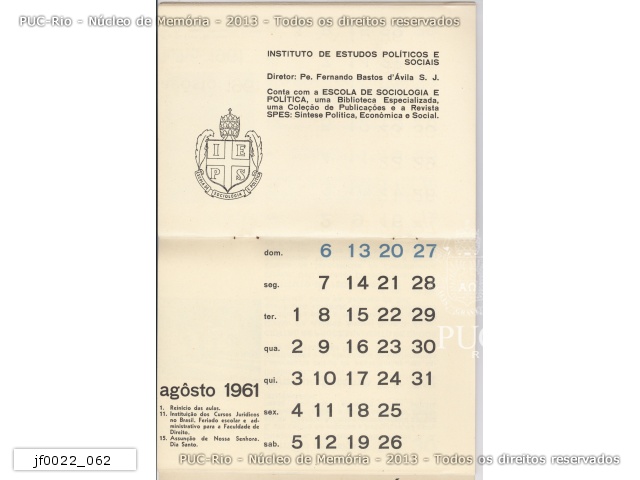 PUC-Rio - Núcleo de Memória - 2013 - Todos os direitos reservados
INSTITUTO DE ESTUDOS POLÍTICOS E
SOCIAIS
Diretor: Pe. Fernando Bastos d'Ávila S. J.
Conta com a ESCOLA DE SOCIOLOGIA E
POLÍTICA, uma Biblioteca Especializada,
uma Coleção de Publicações e a Revista
SPES: Síntese Política, Econômica e Social.
I E
P S
ESCOLA DE SOCIOLOGIA E POLÍTICA
dom. 6 13 20 27
seg. 7 14 21 28
ter. 1 8 15 22 29
qua. 2 9 16 23 30
qui. 3 10 17 24 31
sex. 4 11 18 25
sab. 5 12 19 26
agôsto 1961
1. Reinício das aulas.
11. Instituição dos Cursos Jurídicos
no Brasil. Feriado escolar e ad-
ministrativo para a Faculdade de
Direito.
15. Assunção de Nossa Senhora.
Dia Santo.
PUC
R
jf0022_062
PUC-Rio - Núcleo de Memória - 2013 - Todos os direitos reservados